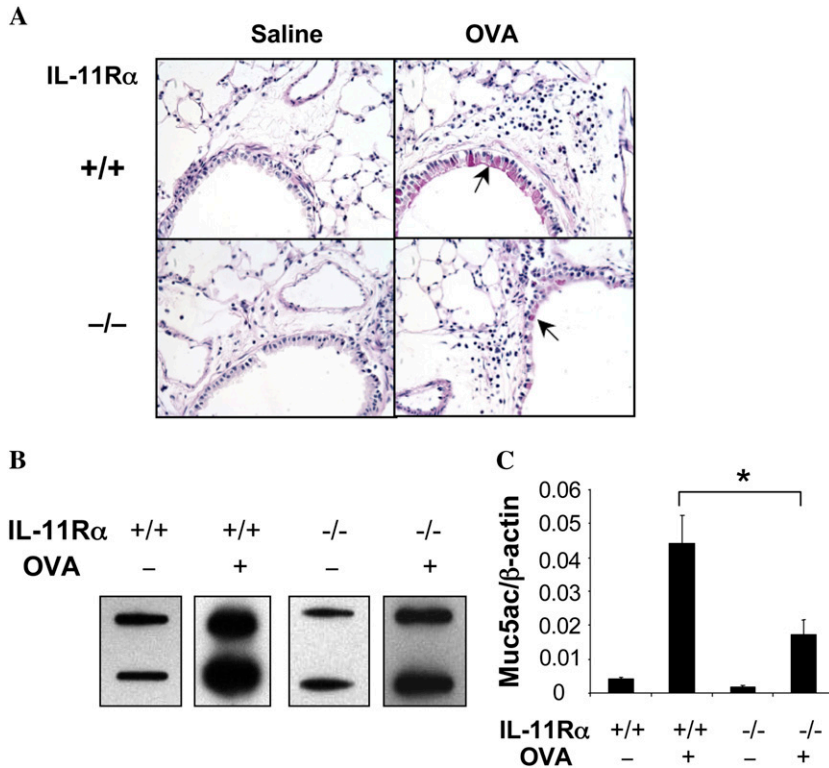 A
Saline OVA
IL-11Rα
+/+
–/–
B
IL-11Rα +/+ +/+ -/- -/-
OVA – + – +
C
*
Muc5ac/β-actin
0.06
0.05
0.04
0.03
0.02
0.01
0
IL-11Rα +/+ +/+ -/- -/-
OVA – + – +